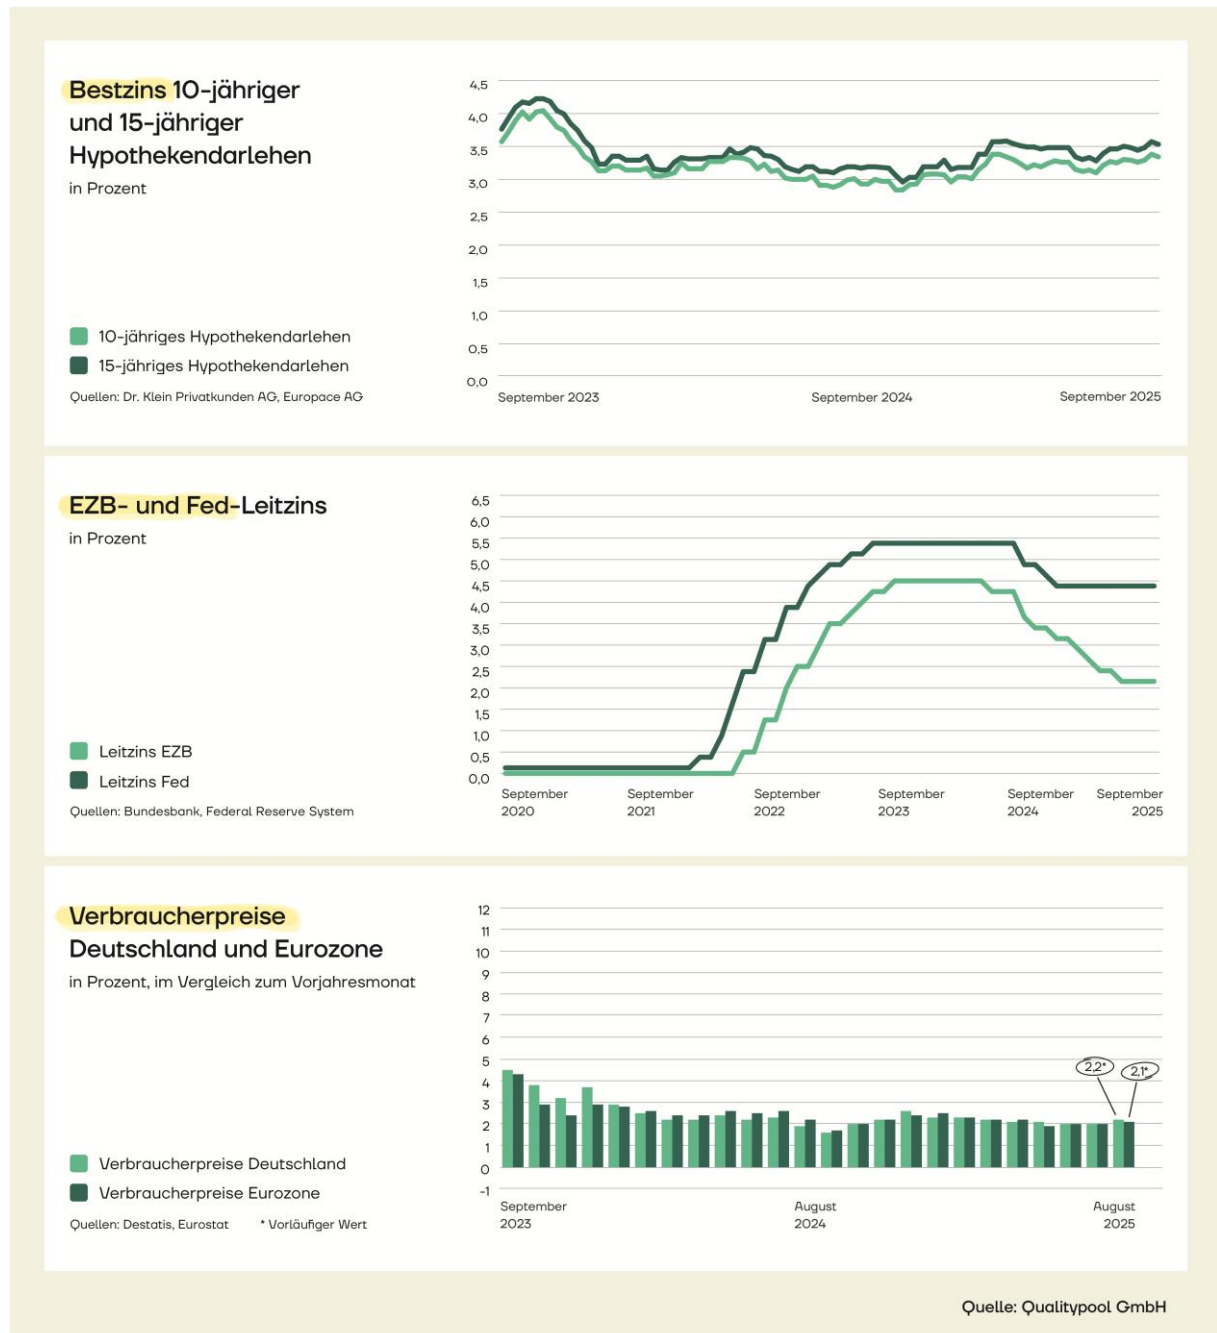 Bestzins 10-jähriger
und 15-jähriger
Hypothekendarlehen
in Prozent
10-jähriges Hypothekendarlehen
15-jähriges Hypothekendarlehen
Quellen: Dr. Klein Privatkunden AG, Europace AG
4,5
4,0
3,5
3,0
2,5
2,0
1,5
1,0
0,5
0,0
September 2023 September 2024 September 2025
EZB- und Fed-Leitzins
in Prozent
Leitzins EZB
Leitzins Fed
Quellen: Bundesbank, Federal Reserve System
6,5
6,0
5,5
5,0
4,5
4,0
3,5
3,0
2,5
2,0
1,5
1,0
0,5
0,0
September September September September September September
2020 2021 2022 2023 2024 2025
Verbraucherpreise
Deutschland und Eurozone
in Prozent, im Vergleich zum Vorjahresmonat
Verbraucherpreise Deutschland
Verbraucherpreise Eurozone
Quellen: Destatis, Eurostat * Vorläufiger Wert
12
11
10
9
8
7
6
5
4
3
2
1
0
-1
2,2* 2,1*
September August August
2023 2024 2025
Quelle: Qualitypool GmbH